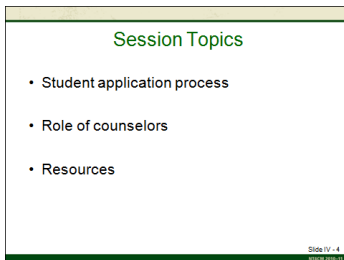 Session Topics
• Student application process
• Role of counselors
• Resources
Slide IV - 4